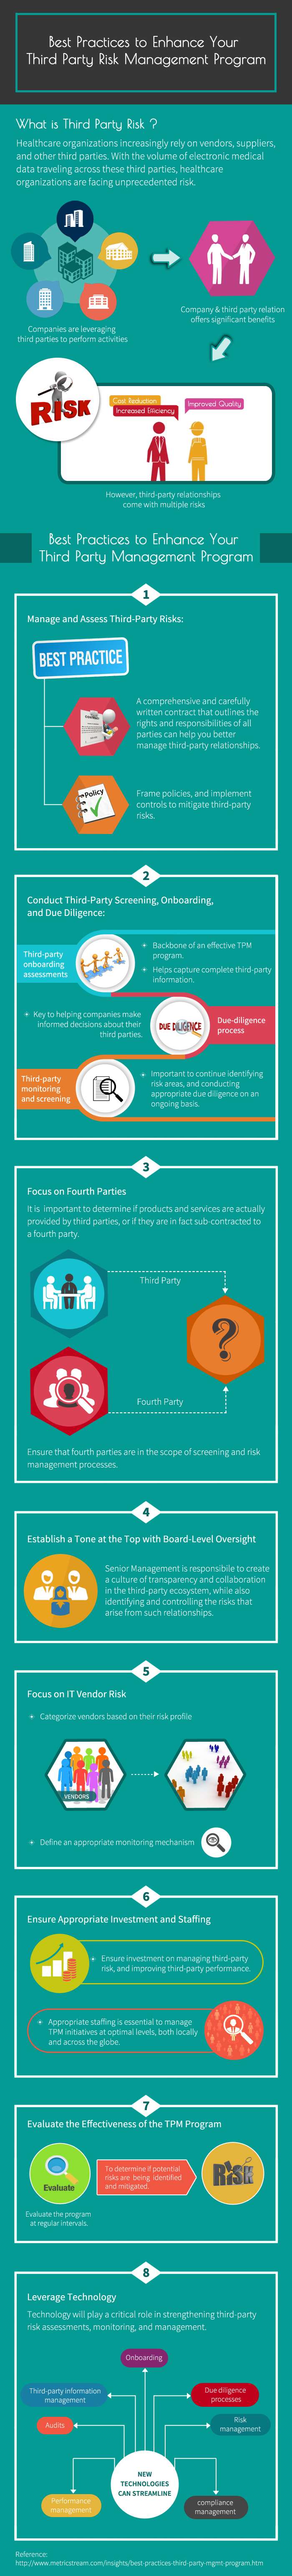 Best Practices to Enhance Your
Third Party Risk Management Program
What is Third Party Risk ?
Healthcare organizations increasingly rely on vendors, suppliers,
and other third parties. With the volume of electronic medical
data traveling across these third parties, healthcare
organizations are facing unprecedented risk.
Companies are leveraging
third parties to perform activities
Company & third party relation
offers significant benefits
RISK
Cost Reduction
Increased Efficiency
Improved Quality
However, third-party relationships
come with multiple risks
Best Practices to Enhance Your
Third Party Management Program
1
Manage and Assess Third-Party Risks:
BEST PRACTICE
A comprehensive and carefully
written contract that outlines the
rights and responsibilities of all
parties can help you better
manage third-party relationships.
Policy
Frame policies, and implement
controls to mitigate third-party
risks.
2
Conduct Third-Party Screening, Onboarding,
and Due Diligence:
Third-party
onboarding
assessments
Backbone of an effective TPM
program.
Helps capture complete third-party
information.
Key to helping companies make
informed decisions about their
third parties.
DUE DILIGENCE
Due-diligence
process
Third-party
monitoring
and screening
Important to continue identifying
risk areas, and conducting
appropriate due diligence on an
ongoing basis.
3
Focus on Fourth Parties
It is important to determine if products and services are actually
provided by third parties, or if they are in fact sub-contracted to
a fourth party.
Third Party
?
Fourth Party
Ensure that fourth parties are in the scope of screening and risk
management processes.
4
Establish a Tone at the Top with Board-Level Oversight
Senior Management is responsibile to create
a culture of transparency and collaboration
in the third-party ecosystem, while also
identifying and controlling the risks that
arise from such relationships.
5
Focus on IT Vendor Risk
Categorize vendors based on their risk profile
VENDORS
Define an appropriate monitoring mechanism
6
Ensure Appropriate Investment and Staffing
Ensure investment on managing third-party
risk, and improving third-party performance.
Appropriate staffing is essential to manage
TPM initiatives at optimal levels, both locally
and across the globe.
7
Evaluate the Effectiveness of the TPM Program
Evaluate
To determine if potential
risks are being identified
and mitigated.
RISK
Evaluate the program
at regular intervals.
8
Leverage Technology
Technology will play a critical role in strengthening third-party
risk assessments, monitoring, and management.
Onboarding
Third-party information
management
Due diligence
processes
Audits
Risk
management
NEW
TECHNOLOGIES
CAN STREAMLINE
Performance
management
compliance
management
Reference:
http://www.metricstream.com/insights/best-practices-third-party-mgmt-program.htm